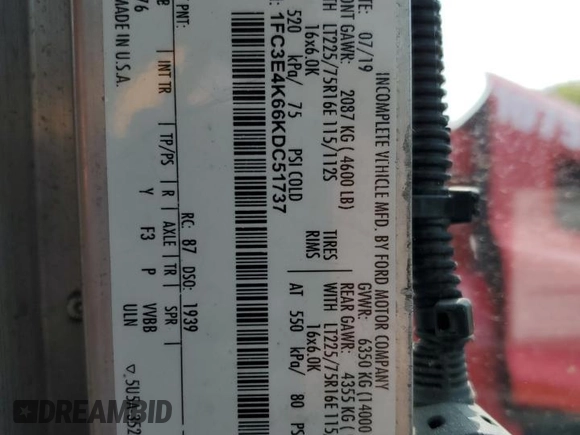 INCOMPLETE VEHICLE MFD. BY FORD MOTOR COMPANY
DATE: 07/19 GVWR: 6350 KG (14000
FRONT GAWR: 2087 KG ( 4600 LB) REAR GAWR: 4355 KG (
WITH LT225/75R16E 115/112S TIRES WITH LT225/75R16E 115
16x6.0K RIMS 16x6.0K
520 kPa/ 75 PSI COLD AT 550 kPa/ 80 PS
1FC3E4K66KDC51737
PNT: RC: 87 DSO: 1939
INT TR TP/PS R AXLE TR SPR
Y F3 P VVBB
ULN
76
MADE IN U.S.A.
DREAMBID